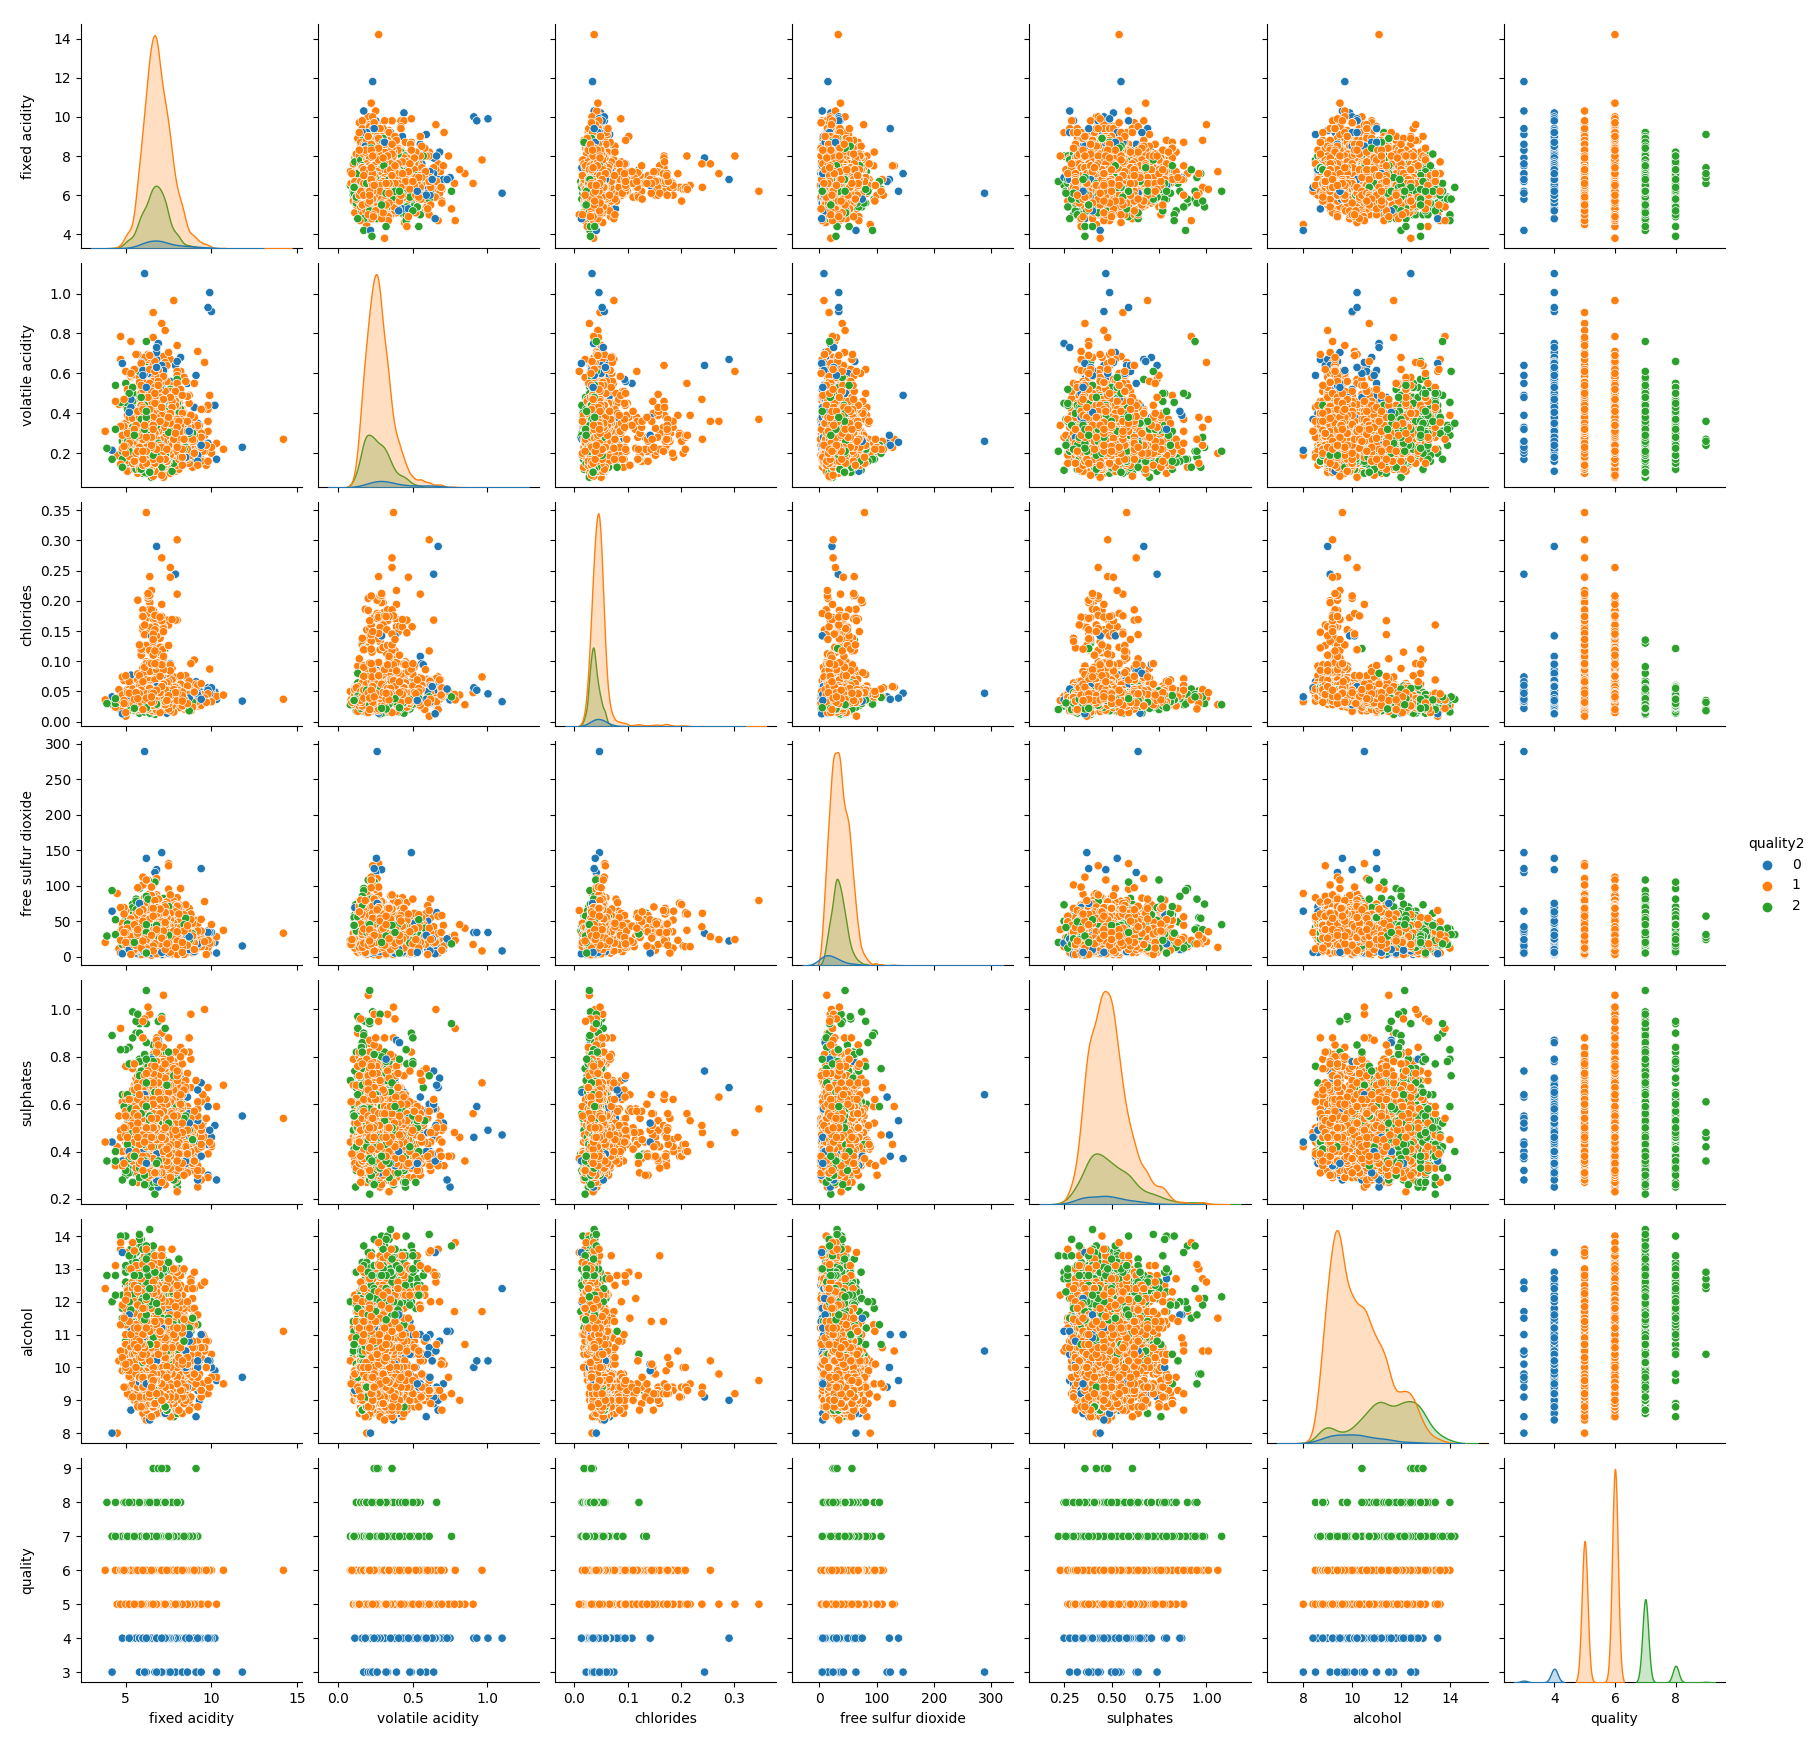 14
12
10
8
6
4
fixed acidity
1.0
0.8
0.6
0.4
0.2
volatile acidity
0.35
0.30
0.25
0.20
0.15
0.10
0.05
0.00
chlorides
300
250
200
150
100
50
0
free sulfur dioxide
quality2
0
1
2
1.0
0.8
0.6
0.4
0.2
sulphates
14
13
12
11
10
9
8
alcohol
9
8
7
6
5
4
3
quality
5 10 15
0.0 0.5 1.0
0.0 0.1 0.2 0.3
0 100 200 300
0.25 0.50 0.75 1.00
8 10 12 14
4 6 8
fixed acidity
volatile acidity
chlorides
free sulfur dioxide
sulphates
alcohol
quality